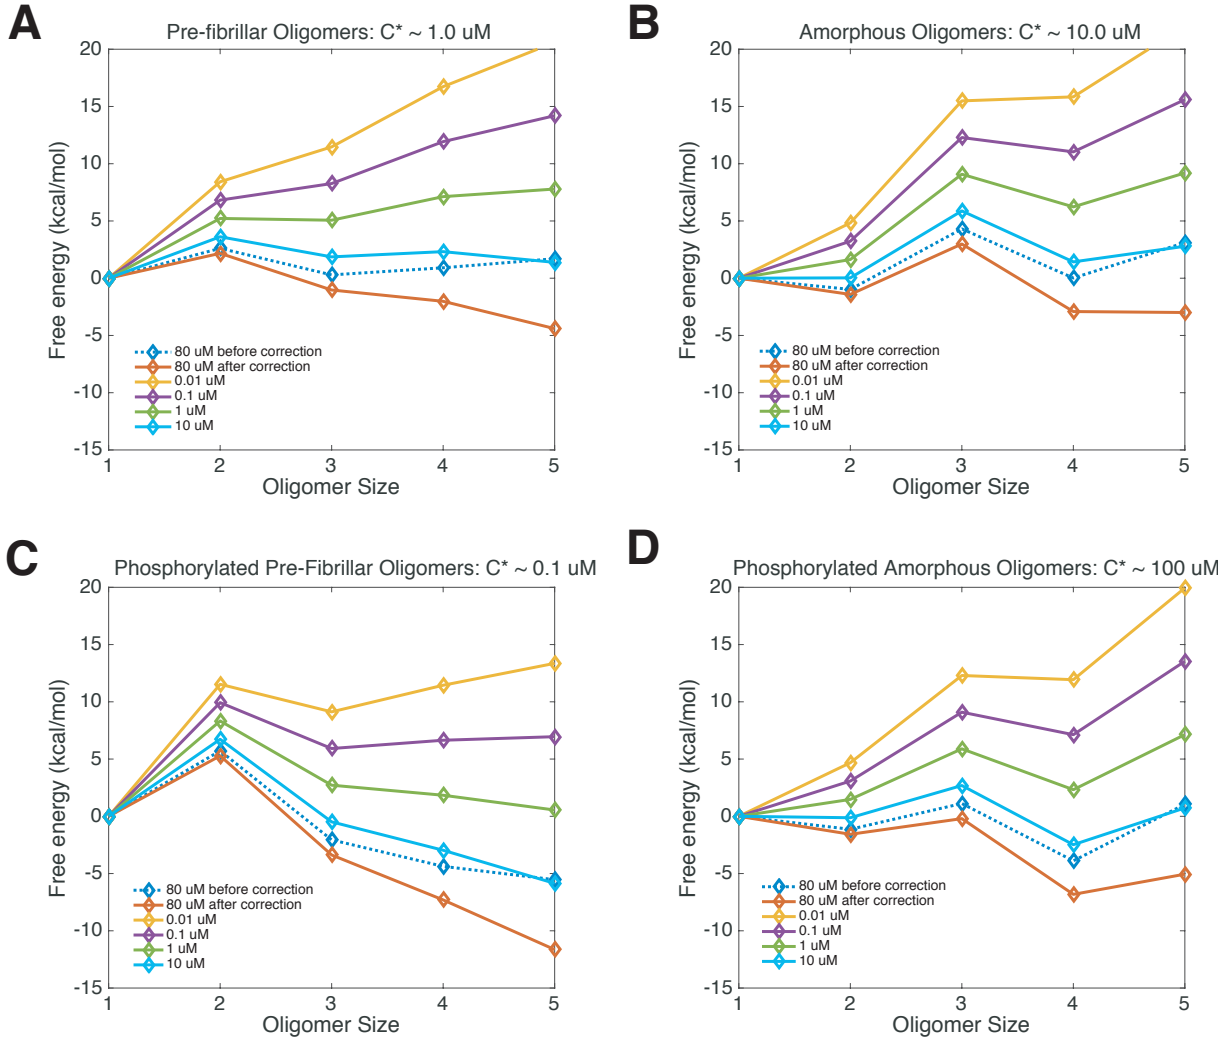 A
Pre-fibrillar Oligomers: C* ~ 1.0 uM
20
15
10
5
0
-5
-10
-15
Free energy (kcal/mol)
80 uM before correction
80 uM after correction
0.01 uM
0.1 uM
1 uM
10 uM
1 2 3 4 5
Oligomer Size
B
Amorphous Oligomers: C* ~ 10.0 uM
20
15
10
5
0
-5
-10
-15
Free energy (kcal/mol)
80 uM before correction
80 uM after correction
0.01 uM
0.1 uM
1 uM
10 uM
1 2 3 4 5
Oligomer Size
C
Phosphorylated Pre-Fibrillar Oligomers: C* ~ 0.1 uM
20
15
10
5
0
-5
-10
-15
Free energy (kcal/mol)
80 uM before correction
80 uM after correction
0.01 uM
0.1 uM
1 uM
10 uM
1 2 3 4 5
Oligomer Size
D
Phosphorylated Amorphous Oligomers: C* ~ 100 uM
20
15
10
5
0
-5
-10
-15
Free energy (kcal/mol)
80 uM before correction
80 uM after correction
0.01 uM
0.1 uM
1 uM
10 uM
1 2 3 4 5
Oligomer Size